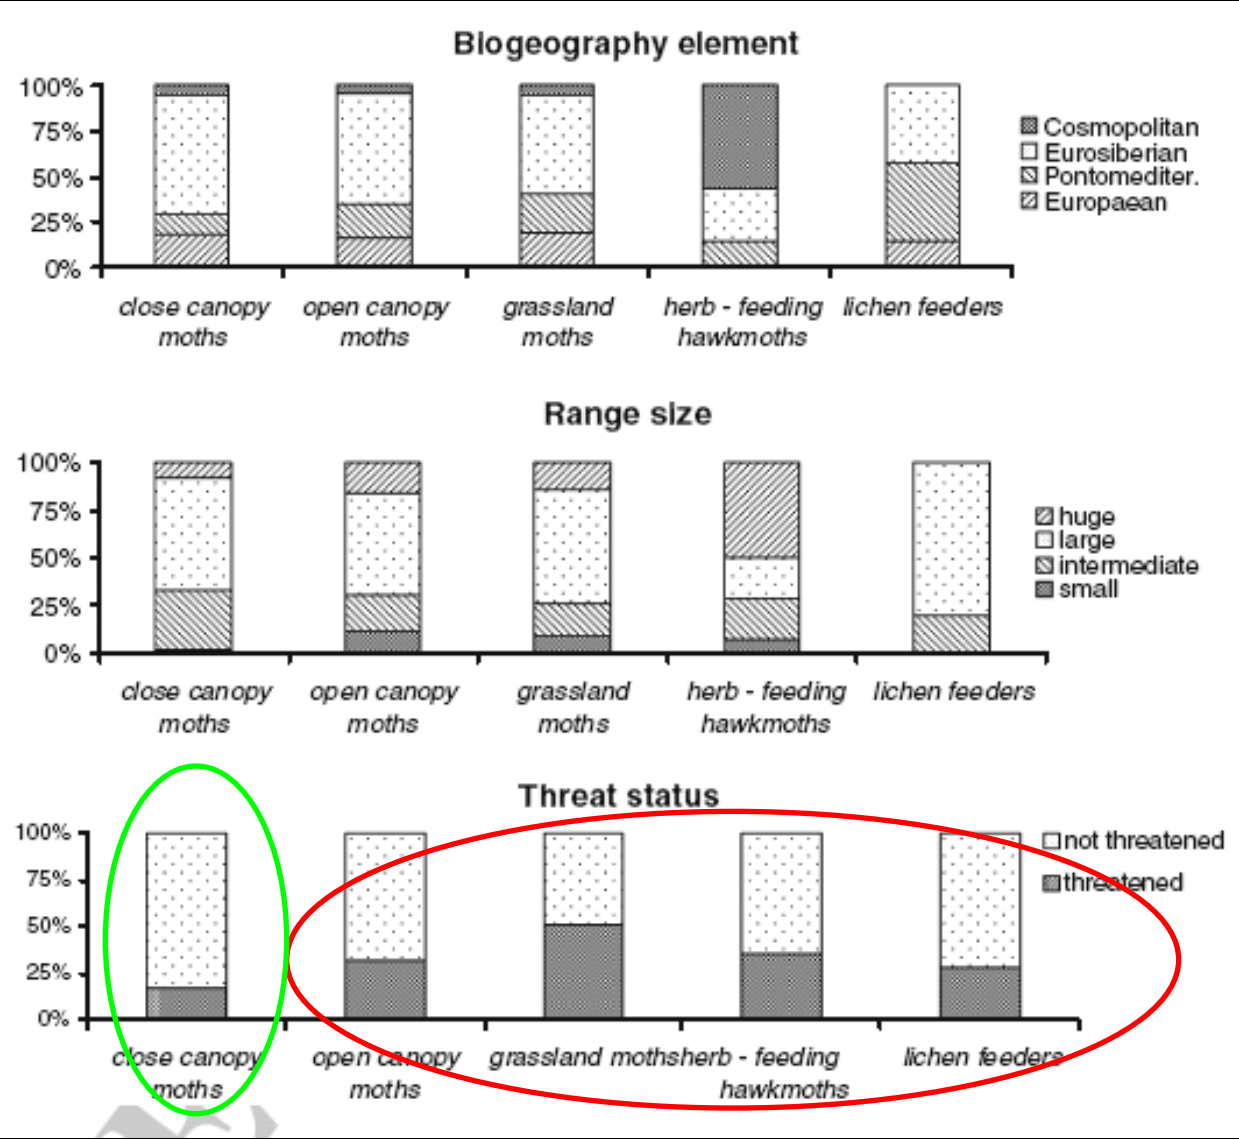 Biogeography element
100%
75%
50%
25%
0%
Cosmopolitan
Eurosiberian
Pontomediter.
Europaean
close canopy moths
open canopy moths
grassland moths
herb - feeding hawkmoths
lichen feeders
Range size
100%
75%
50%
25%
0%
huge
large
intermediate
small
close canopy moths
open canopy moths
grassland moths
herb - feeding hawkmoths
lichen feeders
Threat status
100%
75%
50%
25%
0%
not threatened
threatened
close canopy moths
open canopy moths
grassland moths
herb - feeding hawkmoths
lichen feeders